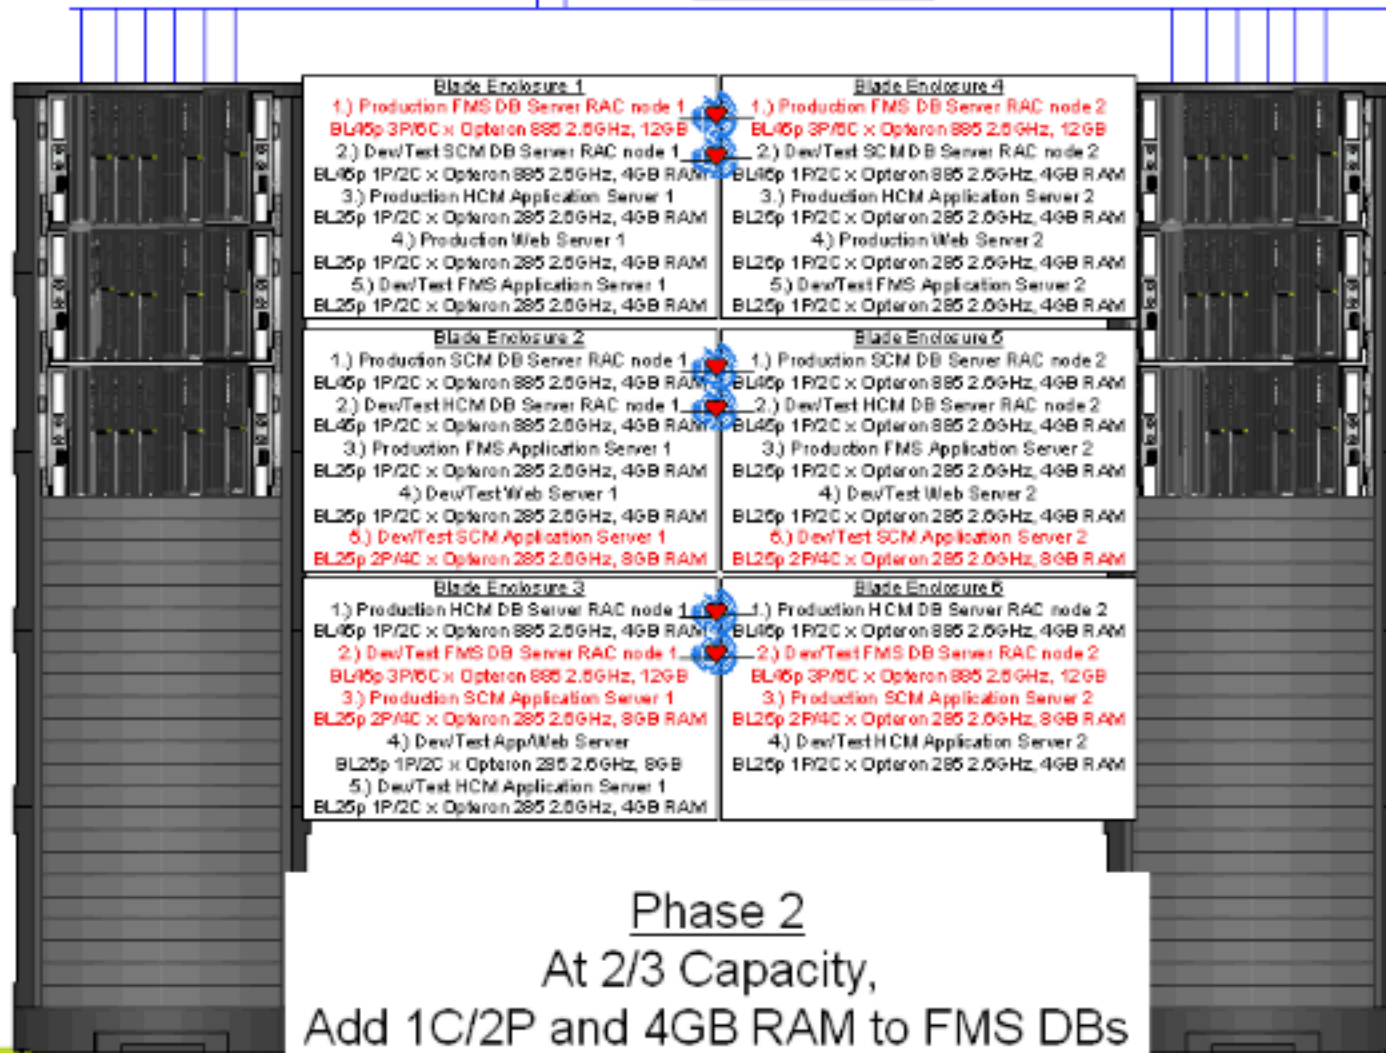 Blade Enclosure 1
1.) Production FMS DB Server RAC node 1
BL45p 3P/6C x Opteron 885 2.6GHz, 12GB
2.) Dev/Test SCM DB Server RAC node 1
BL45p 1P/2C x Opteron 885 2.6GHz, 4GB RAM
3.) Production HCM Application Server 1
BL25p 1P/2C x Opteron 285 2.6GHz, 4GB RAM
4.) Production Web Server 1
BL25p 1P/2C x Opteron 285 2.6GHz, 4GB RAM
5.) Dev/Test FMS Application Server 1
BL25p 1P/2C x Opteron 285 2.6GHz, 4GB RAM
Blade Enclosure 4
1.) Production FMS DB Server RAC node 2
BL45p 3P/6C x Opteron 885 2.6GHz, 12GB
2.) Dev/Test SCM DB Server RAC node 2
BL45p 1P/2C x Opteron 885 2.6GHz, 4GB RAM
3.) Production HCM Application Server 2
BL25p 1P/2C x Opteron 285 2.6GHz, 4GB RAM
4.) Production Web Server 2
BL25p 1P/2C x Opteron 285 2.6GHz, 4GB RAM
5.) Dev/Test FMS Application Server 2
BL25p 1P/2C x Opteron 285 2.6GHz, 4GB RAM
Blade Enclosure 2
1.) Production SCM DB Server RAC node 1
BL45p 1P/2C x Opteron 885 2.6GHz, 4GB RAM
2.) Dev/Test HCM DB Server RAC node 1
BL45p 1P/2C x Opteron 885 2.6GHz, 4GB RAM
3.) Production FMS Application Server 1
BL25p 1P/2C x Opteron 285 2.6GHz, 4GB RAM
4.) Dev/Test Web Server 1
BL25p 1P/2C x Opteron 285 2.6GHz, 4GB RAM
5.) Dev/Test SCM Application Server 1
BL25p 2P/4C x Opteron 285 2.6GHz, 8GB RAM
Blade Enclosure 5
1.) Production SCM DB Server RAC node 2
BL45p 1P/2C x Opteron 885 2.6GHz, 4GB RAM
2.) Dev/Test HCM DB Server RAC node 2
BL45p 1P/2C x Opteron 885 2.6GHz, 4GB RAM
3.) Production FMS Application Server 2
BL25p 1P/2C x Opteron 285 2.6GHz, 4GB RAM
4.) Dev/Test Web Server 2
BL25p 1P/2C x Opteron 285 2.6GHz, 4GB RAM
5.) Dev/Test SCM Application Server 2
BL25p 2P/4C x Opteron 285 2.6GHz, 8GB RAM
Blade Enclosure 3
1.) Production HCM DB Server RAC node 1
BL45p 1P/2C x Opteron 885 2.6GHz, 4GB RAM
2.) Dev/Test FMS DB Server RAC node 1
BL45p 3P/6C x Opteron 885 2.6GHz, 12GB
3.) Production SCM Application Server 1
BL25p 2P/4C x Opteron 285 2.6GHz, 8GB RAM
4.) Dev/Test App/Web Server
BL25p 1P/2C x Opteron 285 2.6GHz, 8GB
5.) Dev/Test HCM Application Server 1
BL25p 1P/2C x Opteron 285 2.6GHz, 4GB RAM
Blade Enclosure 6
1.) Production HCM DB Server RAC node 2
BL45p 1P/2C x Opteron 885 2.6GHz, 4GB RAM
2.) Dev/Test FMS DB Server RAC node 2
BL45p 3P/6C x Opteron 885 2.6GHz, 12GB
3.) Production SCM Application Server 2
BL25p 2P/4C x Opteron 285 2.6GHz, 8GB RAM
4.) Dev/Test HCM Application Server 2
BL25p 1P/2C x Opteron 285 2.6GHz, 4GB RAM
Phase 2
At 2/3 Capacity,
Add 1C/2P and 4GB RAM to FMS DBs